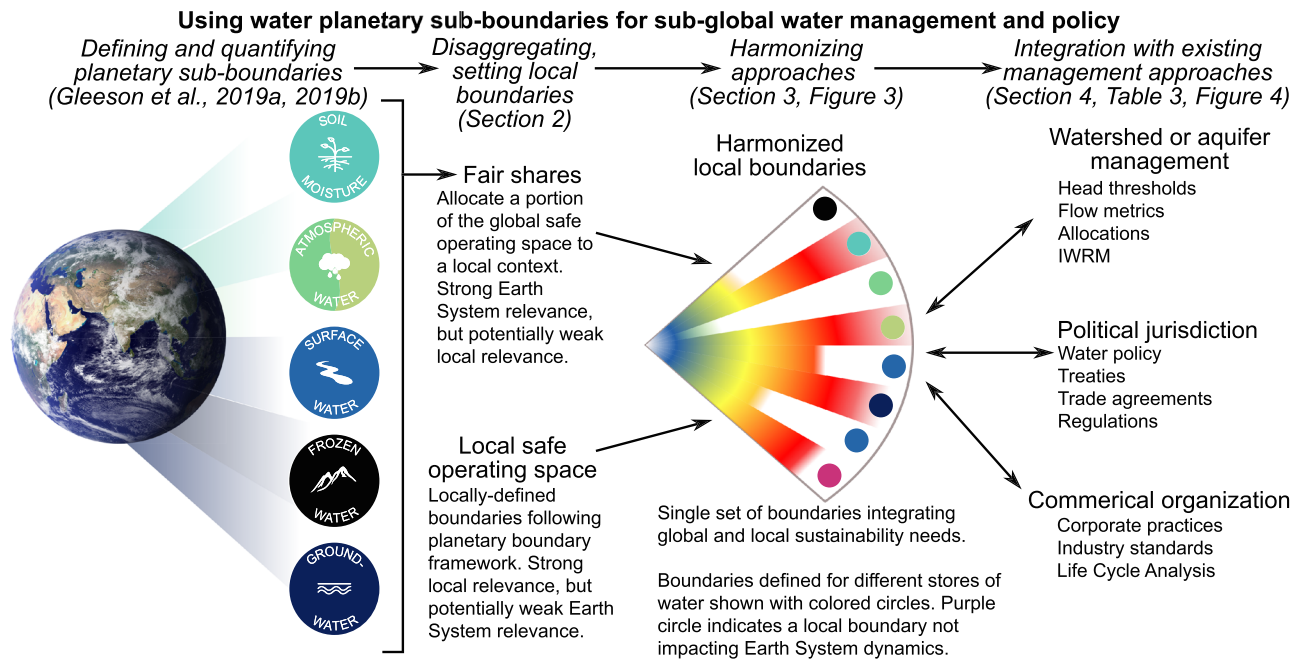 Using water planetary sub-boundaries for sub-global water management and policy
Defining and quantifying
planetary sub-boundaries
(Gleeson et al., 2019a, 2019b)
Disaggregating,
setting local
boundaries
(Section 2)
Harmonizing
approaches
(Section 3, Figure 3)
Integration with existing
management approaches
(Section 4, Table 3, Figure 4)
SOIL
MOISTURE
ATMOSPHERIC
WATER
SURFACE
WATER
FROZEN
WATER
GROUND-
WATER
Fair shares
Allocate a portion
of the global safe
operating space to
a local context.
Strong Earth
System relevance,
but potentially weak
local relevance.
Local safe
operating space
Locally-defined
boundaries following
planetary boundary
framework. Strong
local relevance, but
potentially weak Earth
System relevance.
Harmonized
local boundaries
Single set of boundaries integrating
global and local sustainability needs.
Boundaries defined for different stores of
water shown with colored circles. Purple
circle indicates a local boundary not
impacting Earth System dynamics.
Watershed or aquifer
management
Head thresholds
Flow metrics
Allocations
IWRM
Political jurisdiction
Water policy
Treaties
Trade agreements
Regulations
Commerical organization
Corporate practices
Industry standards
Life Cycle Analysis